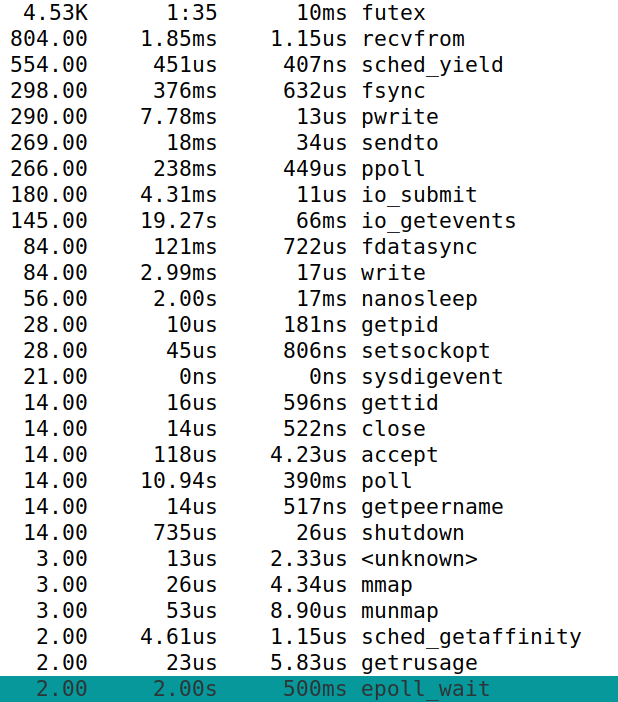 4.53K 1:35 10ms futex
804.00 1.85ms 1.15us recvfrom
554.00 451us 407ns sched_yield
298.00 376ms 632us fsync
290.00 7.78ms 13us pwrite
269.00 18ms 34us sendto
266.00 238ms 449us ppoll
180.00 4.31ms 11us io_submit
145.00 19.27s 66ms io_getevents
84.00 121ms 722us fdatasync
84.00 2.99ms 17us write
56.00 2.00s 17ms nanosleep
28.00 10us 181ns getpid
28.00 45us 806ns setsockopt
21.00 0ns 0ns sysdigevent
14.00 16us 596ns gettid
14.00 14us 522ns close
14.00 118us 4.23us accept
14.00 10.94s 390ms poll
14.00 14us 517ns getpeername
14.00 735us 26us shutdown
3.00 13us 2.33us <unknown>
3.00 26us 4.34us mmap
3.00 53us 8.90us munmap
2.00 4.61us 1.15us sched_getaffinity
2.00 23us 5.83us getrusage
2.00 2.00s 500ms epoll_wait